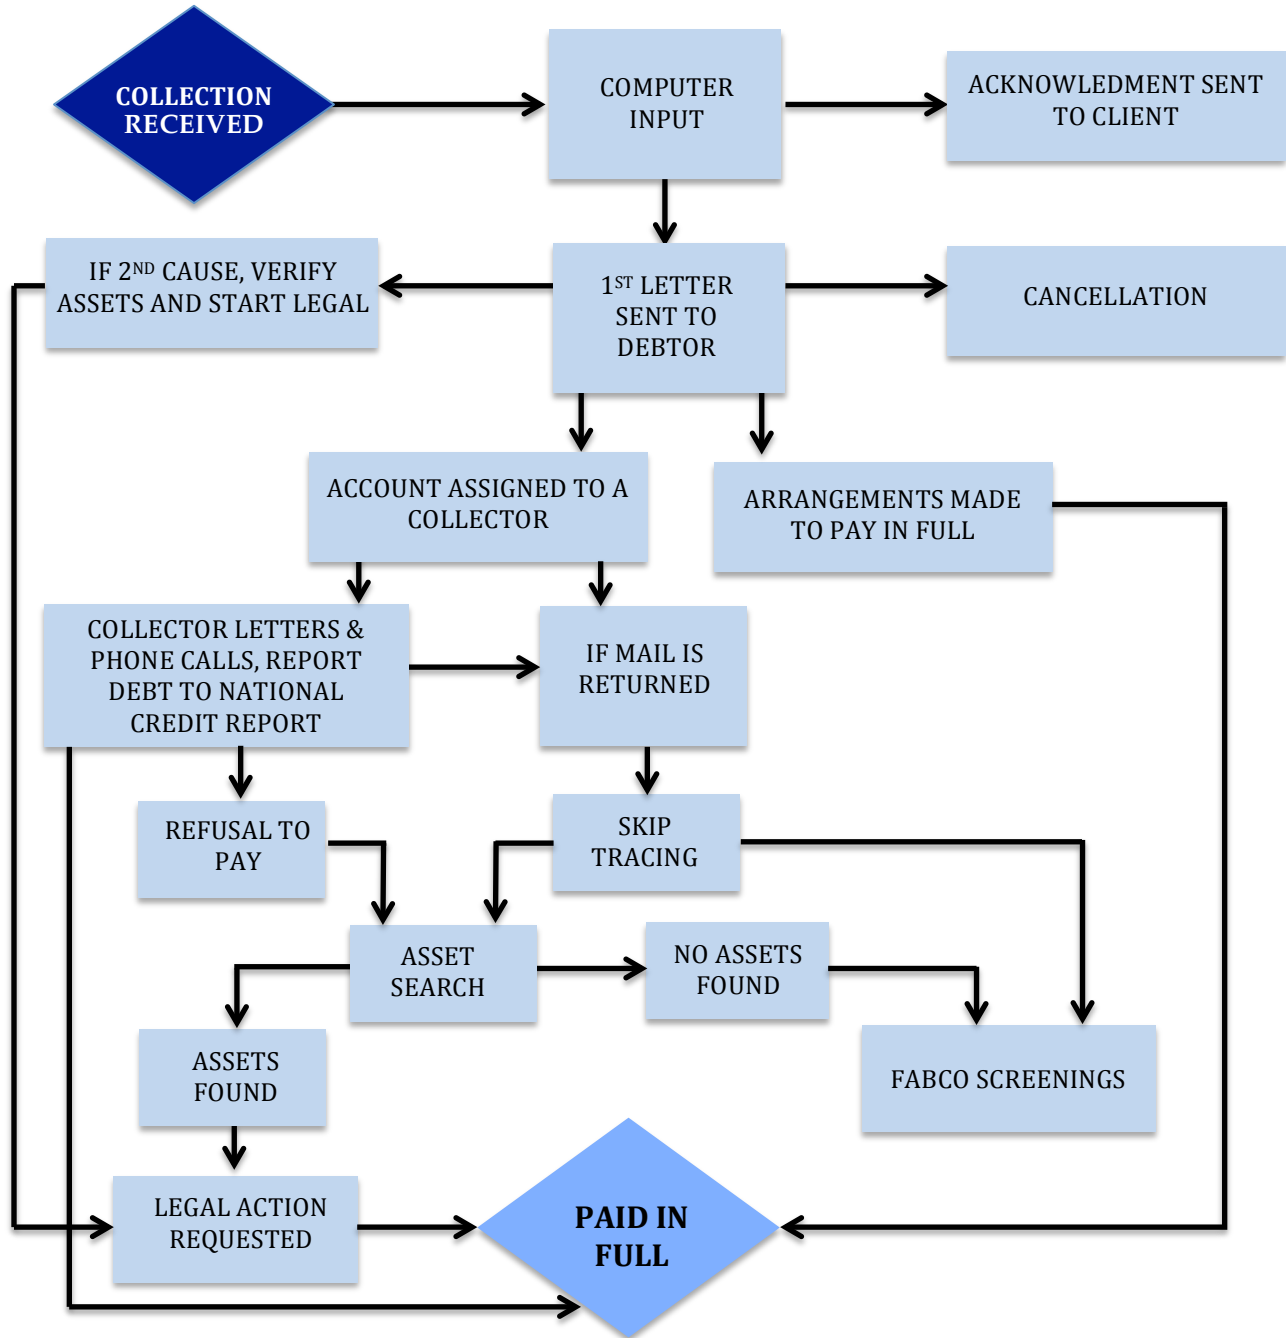 COLLECTION
RECEIVED
COMPUTER
INPUT
ACKNOWLEDMENT SENT
TO CLIENT
IF 2ND CAUSE, VERIFY
ASSETS AND START LEGAL
1ST LETTER
SENT TO
DEBTOR
CANCELLATION
ACCOUNT ASSIGNED TO A
COLLECTOR
ARRANGEMENTS MADE
TO PAY IN FULL
COLLECTOR LETTERS &
PHONE CALLS, REPORT
DEBT TO NATIONAL
CREDIT REPORT
IF MAIL IS
RETURNED
REFUSAL TO
PAY
SKIP
TRACING
ASSET
SEARCH
NO ASSETS
FOUND
ASSETS
FOUND
FABCO SCREENINGS
LEGAL ACTION
REQUESTED
PAID IN
FULL